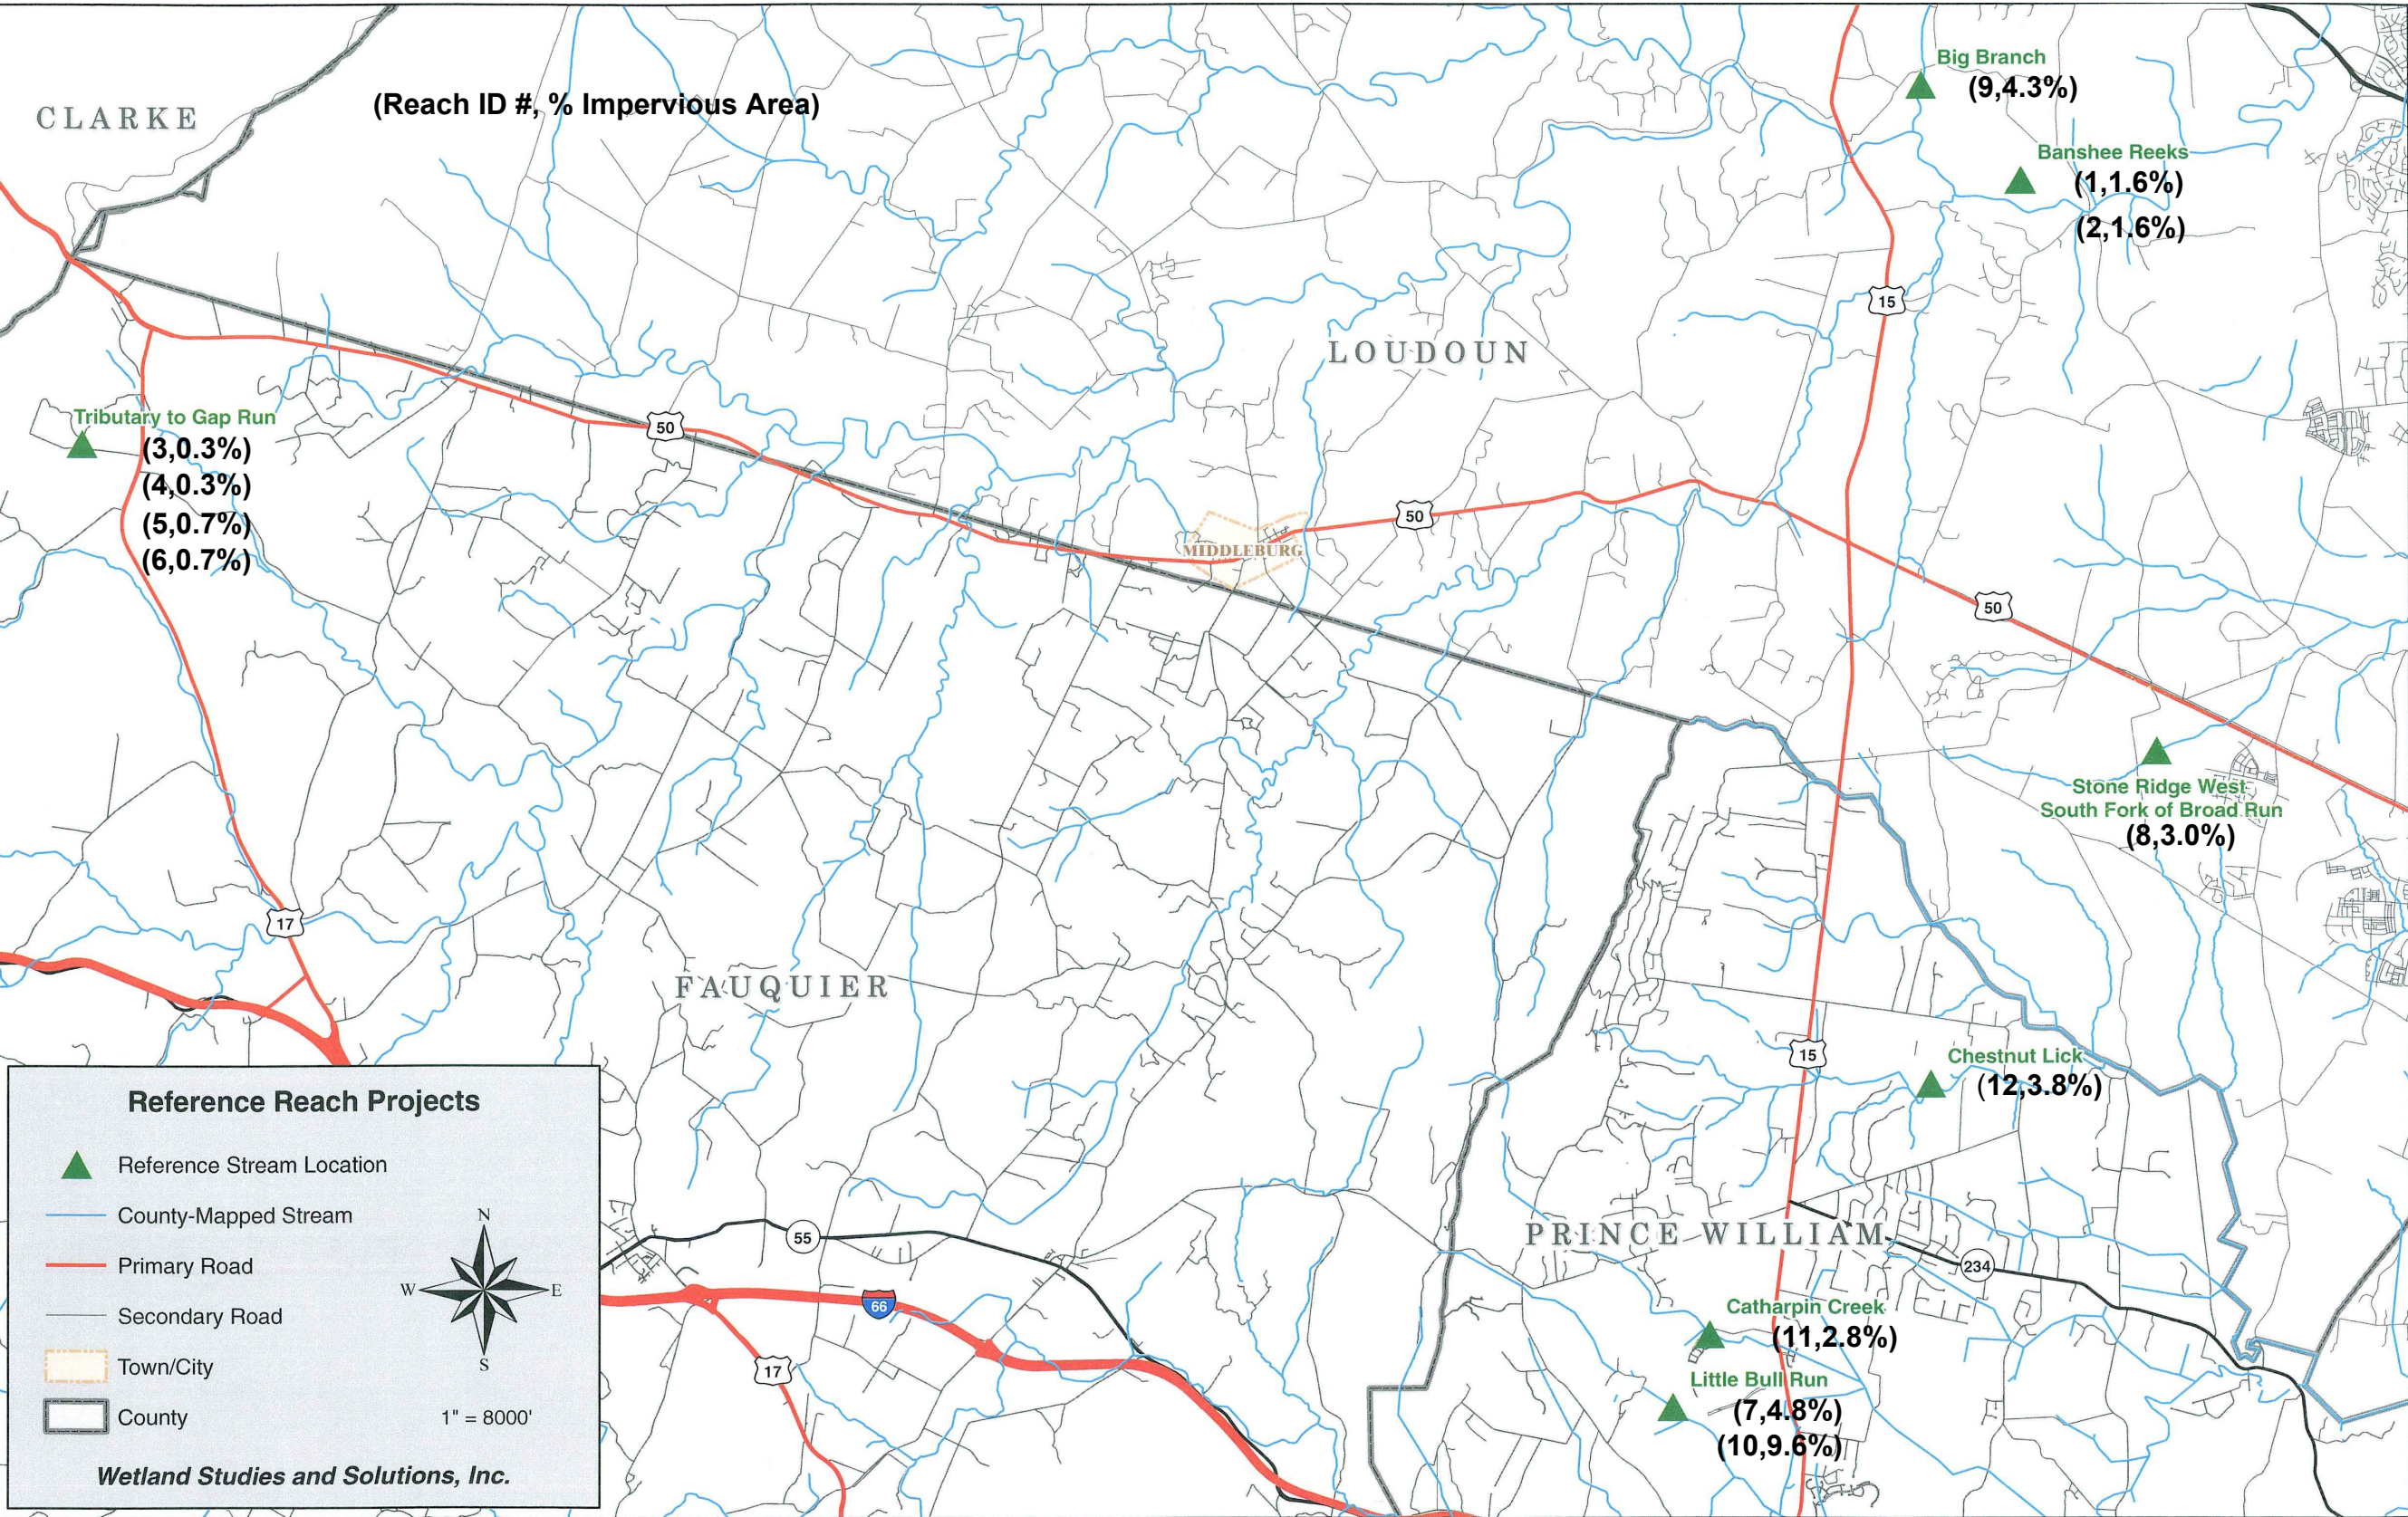 CLARKE
(Reach ID #, % Impervious Area)
Big Branch
(9,4.3%)
Banshee Reeks
(1,1.6%)
(2,1.6%)
15
LOUDOUN
Tributary to Gap Run
(3,0.3%)
(4,0.3%)
(5,0.7%)
(6,0.7%)
50
50
MIDDLEBURG
50
Stone Ridge West
South Fork of Broad Run
(8,3.0%)
17
FAUQUIER
15
Chestnut Lick
(12,3.8%)
PRINCE WILLIAM
55
234
66
17
Catharpin Creek
(11,2.8%)
Little Bull Run
(7,4.8%)
(10,9.6%)
Reference Reach Projects
Reference Stream Location
County-Mapped Stream
Primary Road
Secondary Road
Town/City
County
N
W
E
S
1" = 8000'
Wetland Studies and Solutions, Inc.